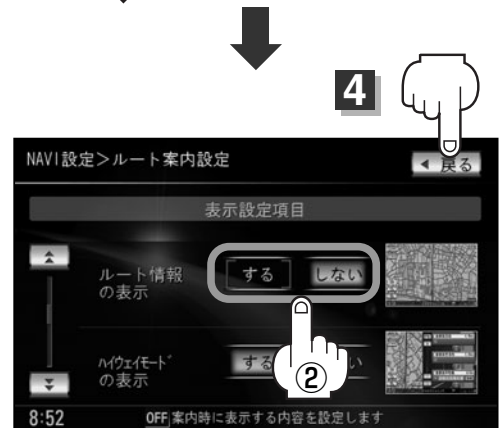 4
NAVI設定＞ルート案内設定
◀ 戻る
表示設定項目
ルート情報
の表示
する
しない
ﾊｲｳｪｲﾓｰﾄﾞ
の表示
する
い
②
8:52
OFF 案内時に表示する内容を設定します